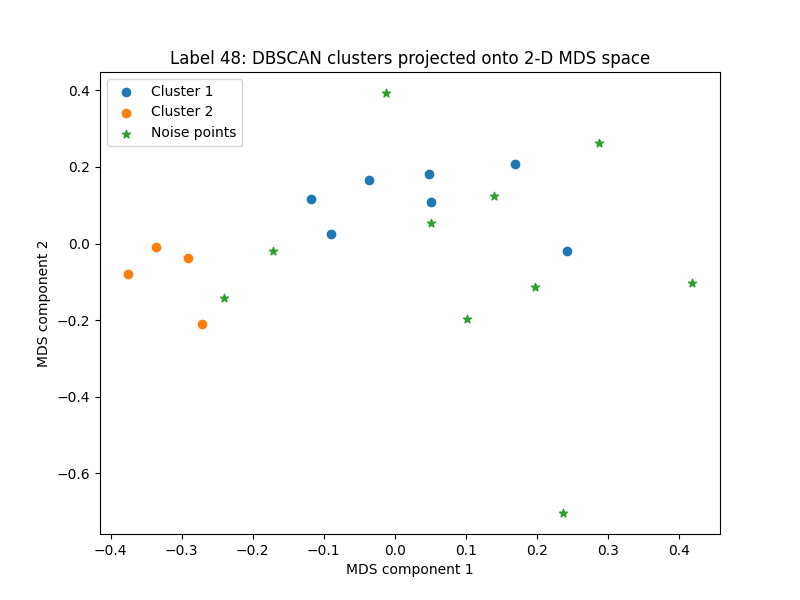 Label 48: DBSCAN clusters projected onto 2-D MDS space
Cluster 1
Cluster 2
Noise points
0.4
0.2
0.0
−0.2
−0.4
−0.6
MDS component 2
−0.4
−0.3
−0.2
−0.1
0.0
0.1
0.2
0.3
0.4
MDS component 1